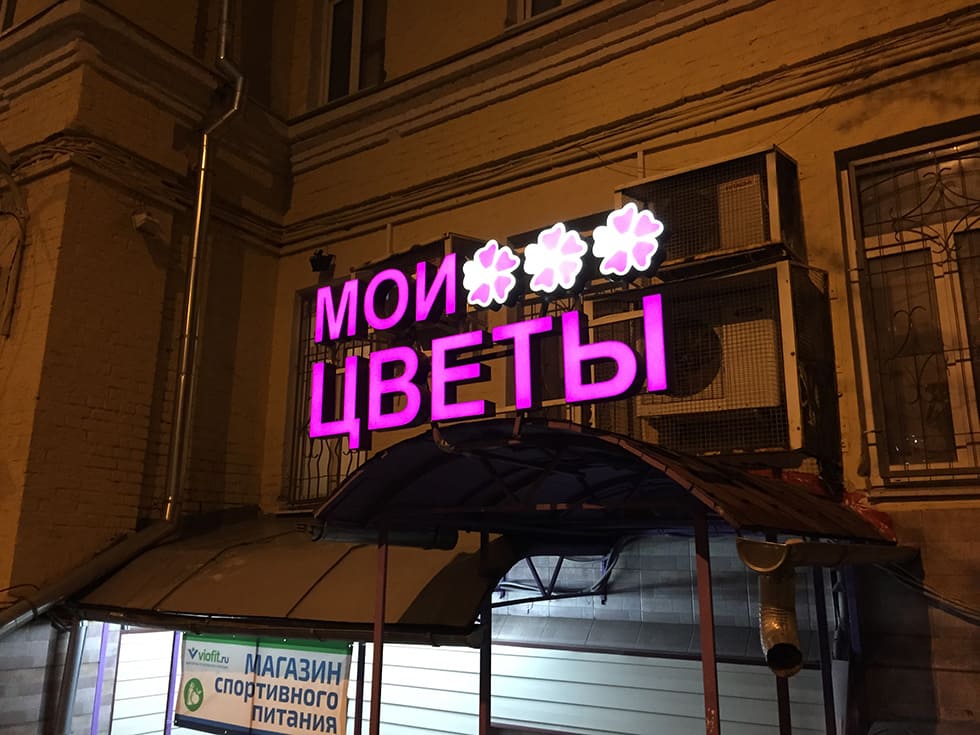 МОИ
ЦВЕТЫ
viofit.ru
МАГАЗИН
спортивного
питания